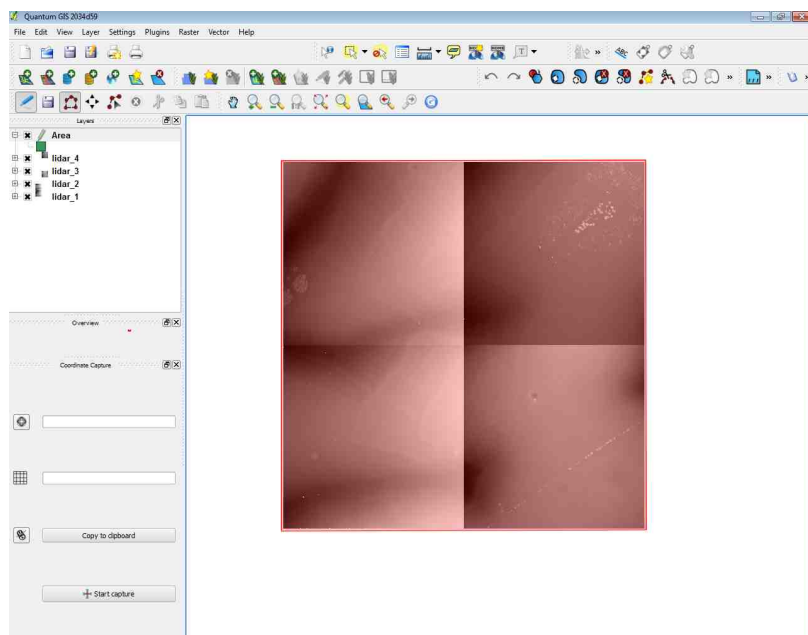 Quantum GIS 2034d59
File Edit View Layer Settings Plugins Raster Vector Help
Layers
Area
lidar_4
lidar_3
lidar_2
lidar_1
Overview
Coordinate Capture
Copy to clipboard
Start capture